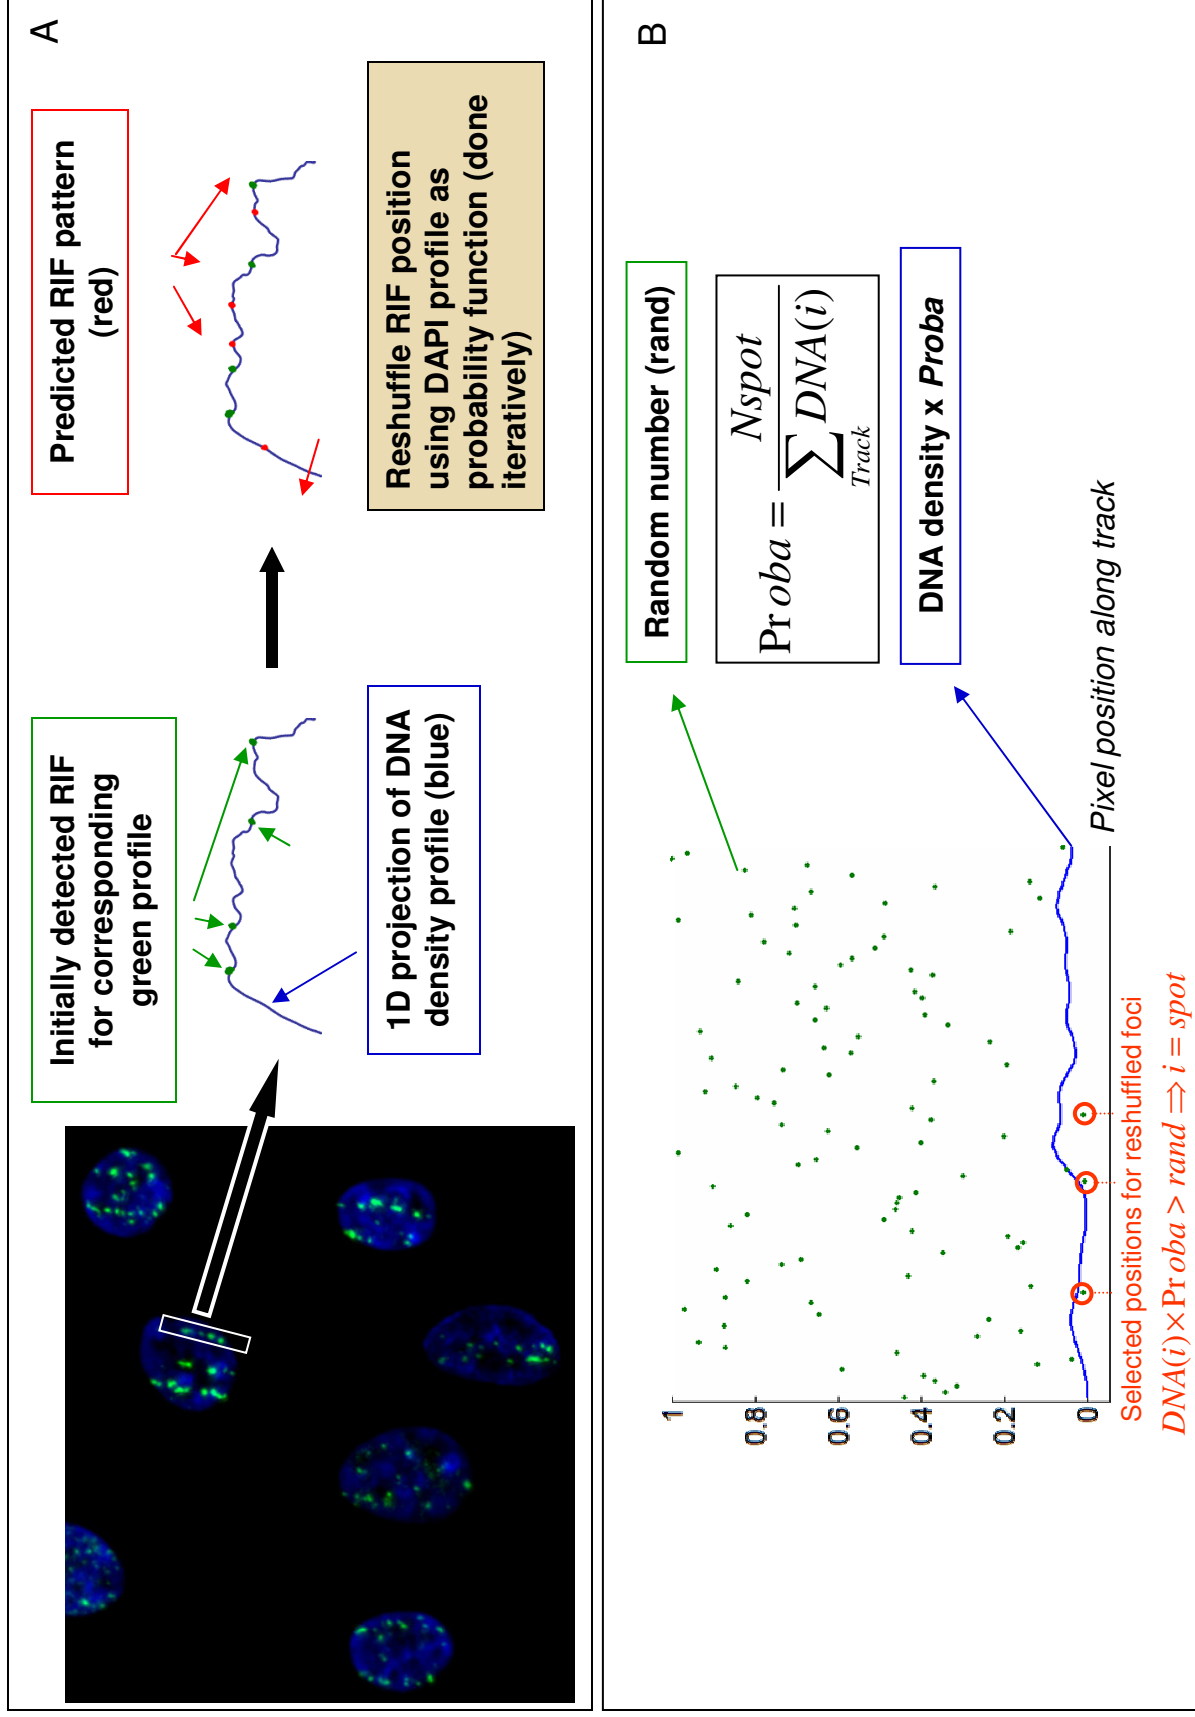 A
Initially detected RIF
for corresponding
green profile
1D projection of DNA
density profile (blue)
Predicted RIF pattern
(red)
Reshuffle RIF position
using DAPI profile as
probability function (done
iteratively)
B
1
0.8
0.6
0.4
0.2
0
Pixel position along track
Random number (rand)
Proba = Nspot / ∑ DNA(i)
Track
DNA density x Proba
Selected positions for reshuffled foci
DNA(i)×Proba > rand ⇒ i = spot